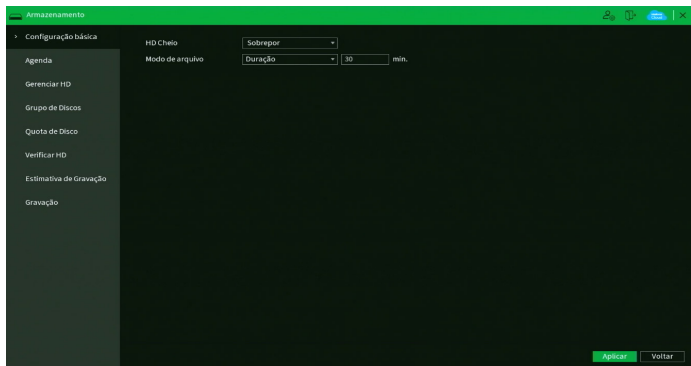 Armazenamento
> Configuração básica
Agenda
Gerenciar HD
Grupo de Discos
Quota de Disco
Verificar HD
Estimativa de Gravação
Gravação
HD Cheio Sobrepor
Modo de arquivo Duração 30 min.
Aplicar Voltar